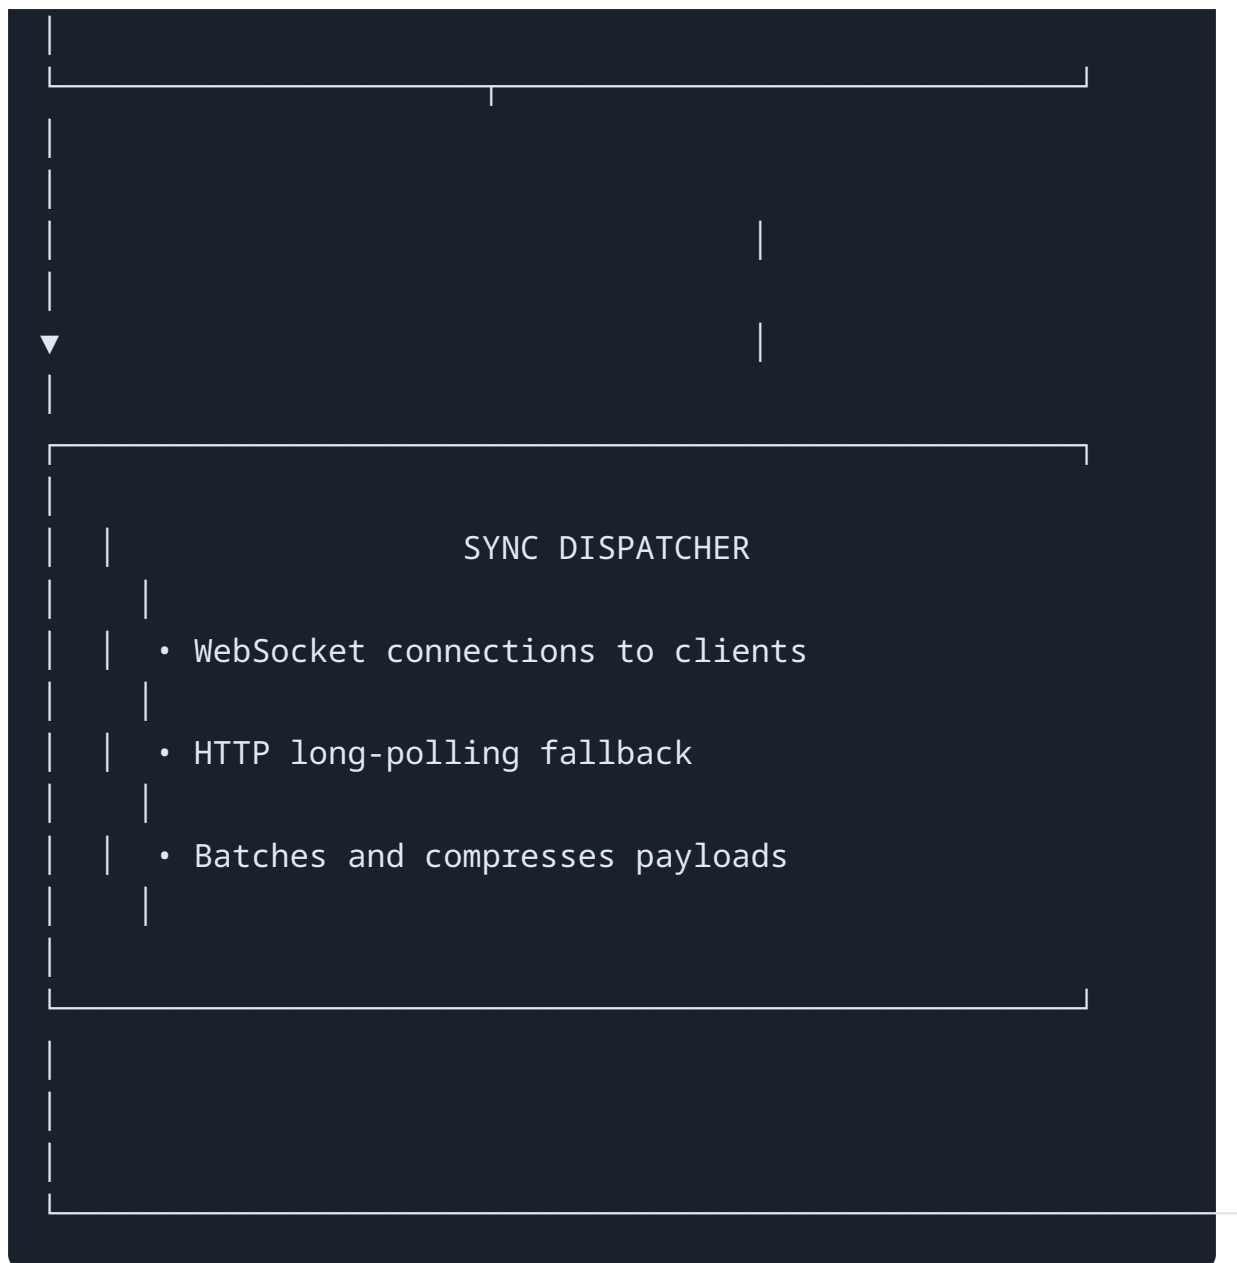 SYNC DISPATCHER
• WebSocket connections to clients
• HTTP long-polling fallback
• Batches and compresses payloads